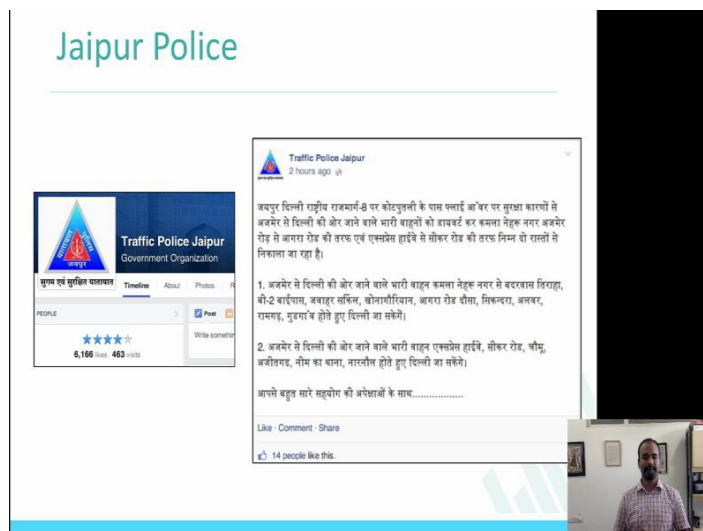 Jaipur Police
यातायात पुलिस
जयपुर
सुगम एवं सुरक्षित यातायात
Traffic Police Jaipur
Government Organization
Timeline About Photos R
PEOPLE
6,166 likes 463 visits
Post
Write somethin
Traffic Police Jaipur
2 hours ago
जयपुर दिल्ली राष्ट्रीय राजमार्ग-8 पर कोटपुतली के पास फ्लाई आॅवर पर सुरक्षा कारणों से
अजमेर से दिल्ली की ओर जाने वाले भारी वाहनों को डायवर्ट कर कमला नेहरू नगर अजमेर
रोड़ से आगरा रोड की तरफ एवं एक्सप्रेस हाईवे से सीकर रोड की तरफ निम्न दो रास्तों से
निकाला जा रहा है।
1. अजमेर से दिल्ली की ओर जाने वाले भारी वाहन कमला नेहरू नगर से बदरवास तिराहा,
बी-2 बाईपास, जवाहर सर्किल, खोनागौरियान, आगरा रोड दौसा, सिकन्दरा, अलवर,
रामगढ़, गुडगा॑व होते हुए दिल्ली जा सकेगें।
2. अजमेर से दिल्ली की ओर जाने वाले भारी वाहन एक्सप्रेस हाईवे, सीकर रोड, चौमू,
अजीतगढ, नीम का थाना, नारनौल होते हुए दिल्ली जा सकेंगे।
आपसे बहुत सारे सहयोग की अपेक्षाओं के साथ..................
Like · Comment · Share
14 people like this.